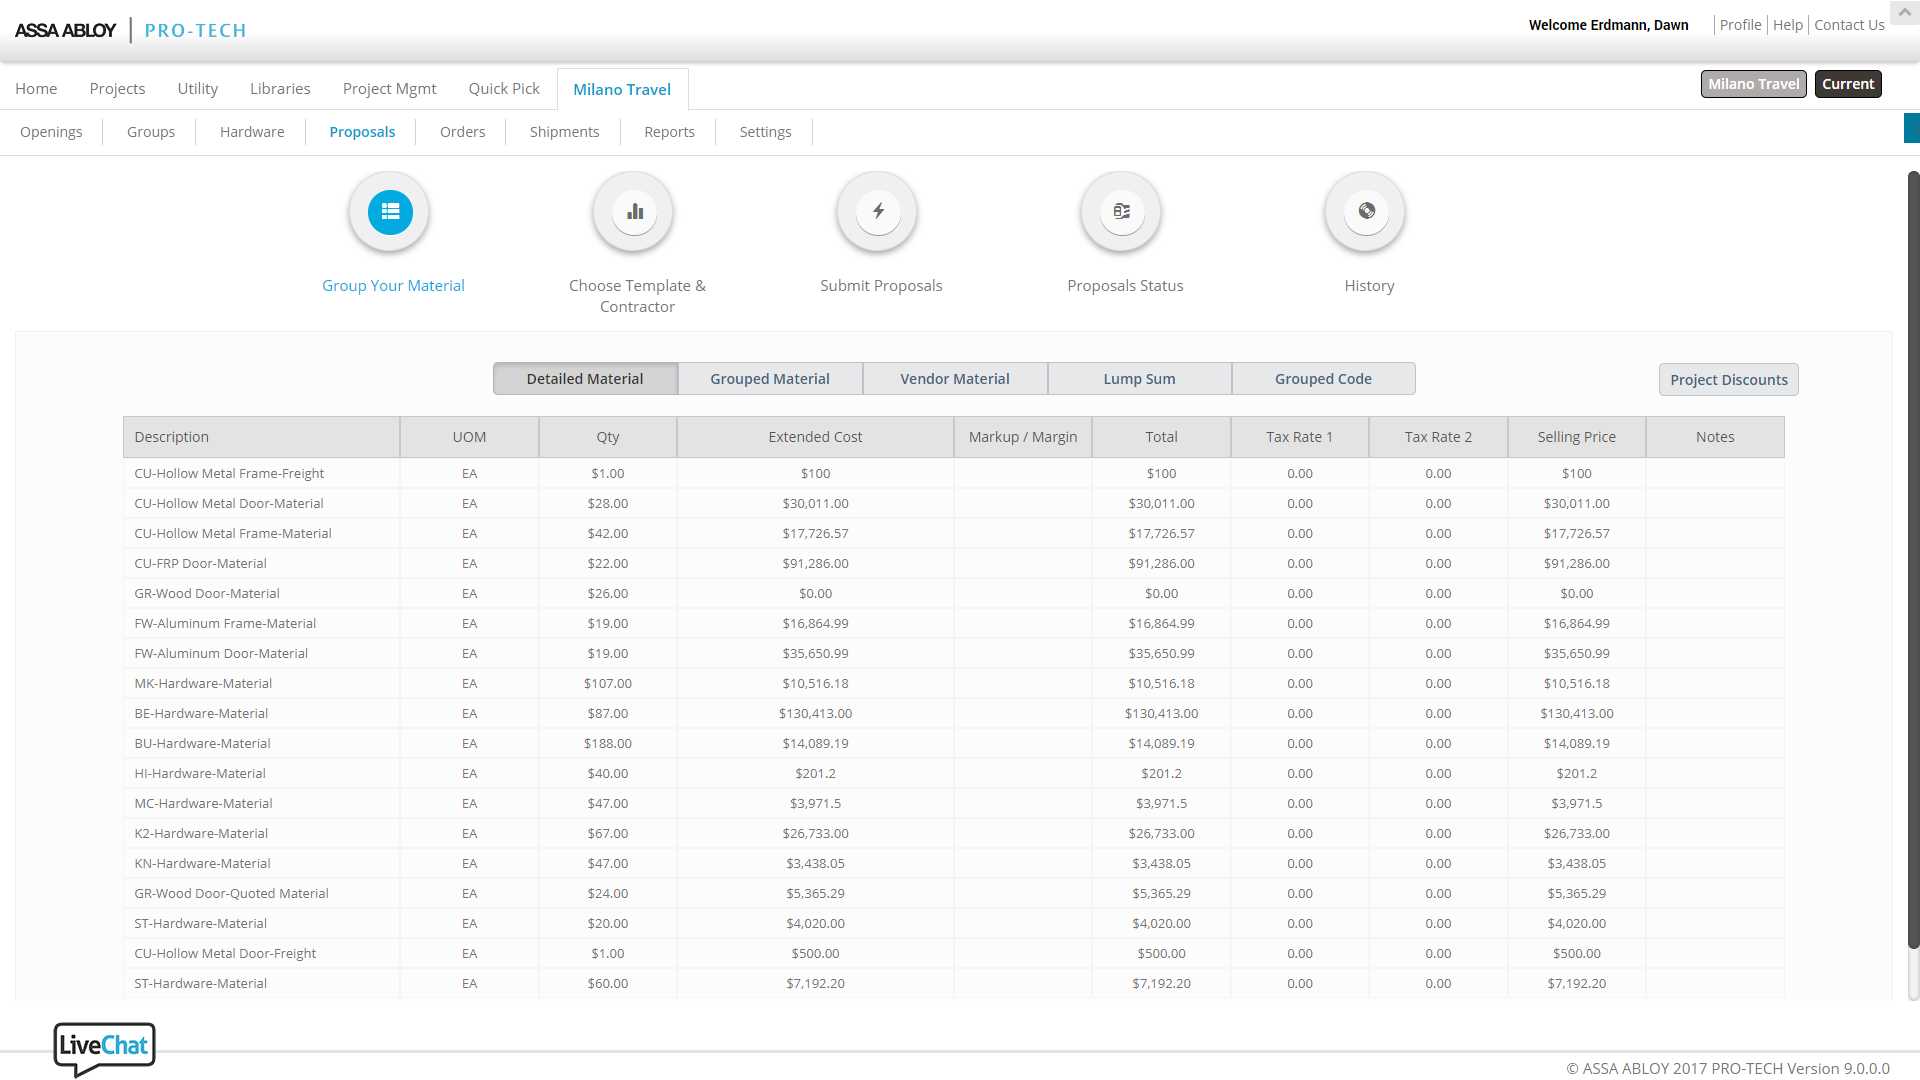 ASSA ABLOY | PRO-TECH
Welcome Erdmann, Dawn Profile Help Contact Us
Home Projects Utility Libraries Project Mgmt Quick Pick Milano Travel Milano Travel Current
Openings Groups Hardware Proposals Orders Shipments Reports Settings
Group Your Material Choose Template & Submit Proposals Proposals Status History
Contractor
Detailed Material Grouped Material Vendor Material Lump Sum Grouped Code Project Discounts
Description UOM Qty Extended Cost Markup / Margin Total Tax Rate 1 Tax Rate 2 Selling Price Notes
CU-Hollow Metal Frame-Freight EA $1.00 $100 $100 0.00 0.00 $100
CU-Hollow Metal Door-Material EA $28.00 $30,011.00 $30,011.00 0.00 0.00 $30,011.00
CU-Hollow Metal Frame-Material EA $42.00 $17,726.57 $17,726.57 0.00 0.00 $17,726.57
CU-FRP Door-Material EA $22.00 $91,286.00 $91,286.00 0.00 0.00 $91,286.00
GR-Wood Door-Material EA $26.00 $0.00 $0.00 0.00 0.00 $0.00
FW-Aluminum Frame-Material EA $19.00 $16,864.99 $16,864.99 0.00 0.00 $16,864.99
FW-Aluminum Door-Material EA $19.00 $35,650.99 $35,650.99 0.00 0.00 $35,650.99
MK-Hardware-Material EA $107.00 $10,516.18 $10,516.18 0.00 0.00 $10,516.18
BE-Hardware-Material EA $87.00 $130,413.00 $130,413.00 0.00 0.00 $130,413.00
BU-Hardware-Material EA $188.00 $14,089.19 $14,089.19 0.00 0.00 $14,089.19
HI-Hardware-Material EA $40.00 $201.2 $201.2 0.00 0.00 $201.2
MC-Hardware-Material EA $47.00 $3,971.5 $3,971.5 0.00 0.00 $3,971.5
K2-Hardware-Material EA $67.00 $26,733.00 $26,733.00 0.00 0.00 $26,733.00
KN-Hardware-Material EA $47.00 $3,438.05 $3,438.05 0.00 0.00 $3,438.05
GR-Wood Door-Quoted Material EA $24.00 $5,365.29 $5,365.29 0.00 0.00 $5,365.29
ST-Hardware-Material EA $20.00 $4,020.00 $4,020.00 0.00 0.00 $4,020.00
CU-Hollow Metal Door-Freight EA $1.00 $500.00 $500.00 0.00 0.00 $500.00
ST-Hardware-Material EA $60.00 $7,192.20 $7,192.20 0.00 0.00 $7,192.20
LiveChat
© ASSA ABLOY 2017 PRO-TECH Version 9.0.0.0